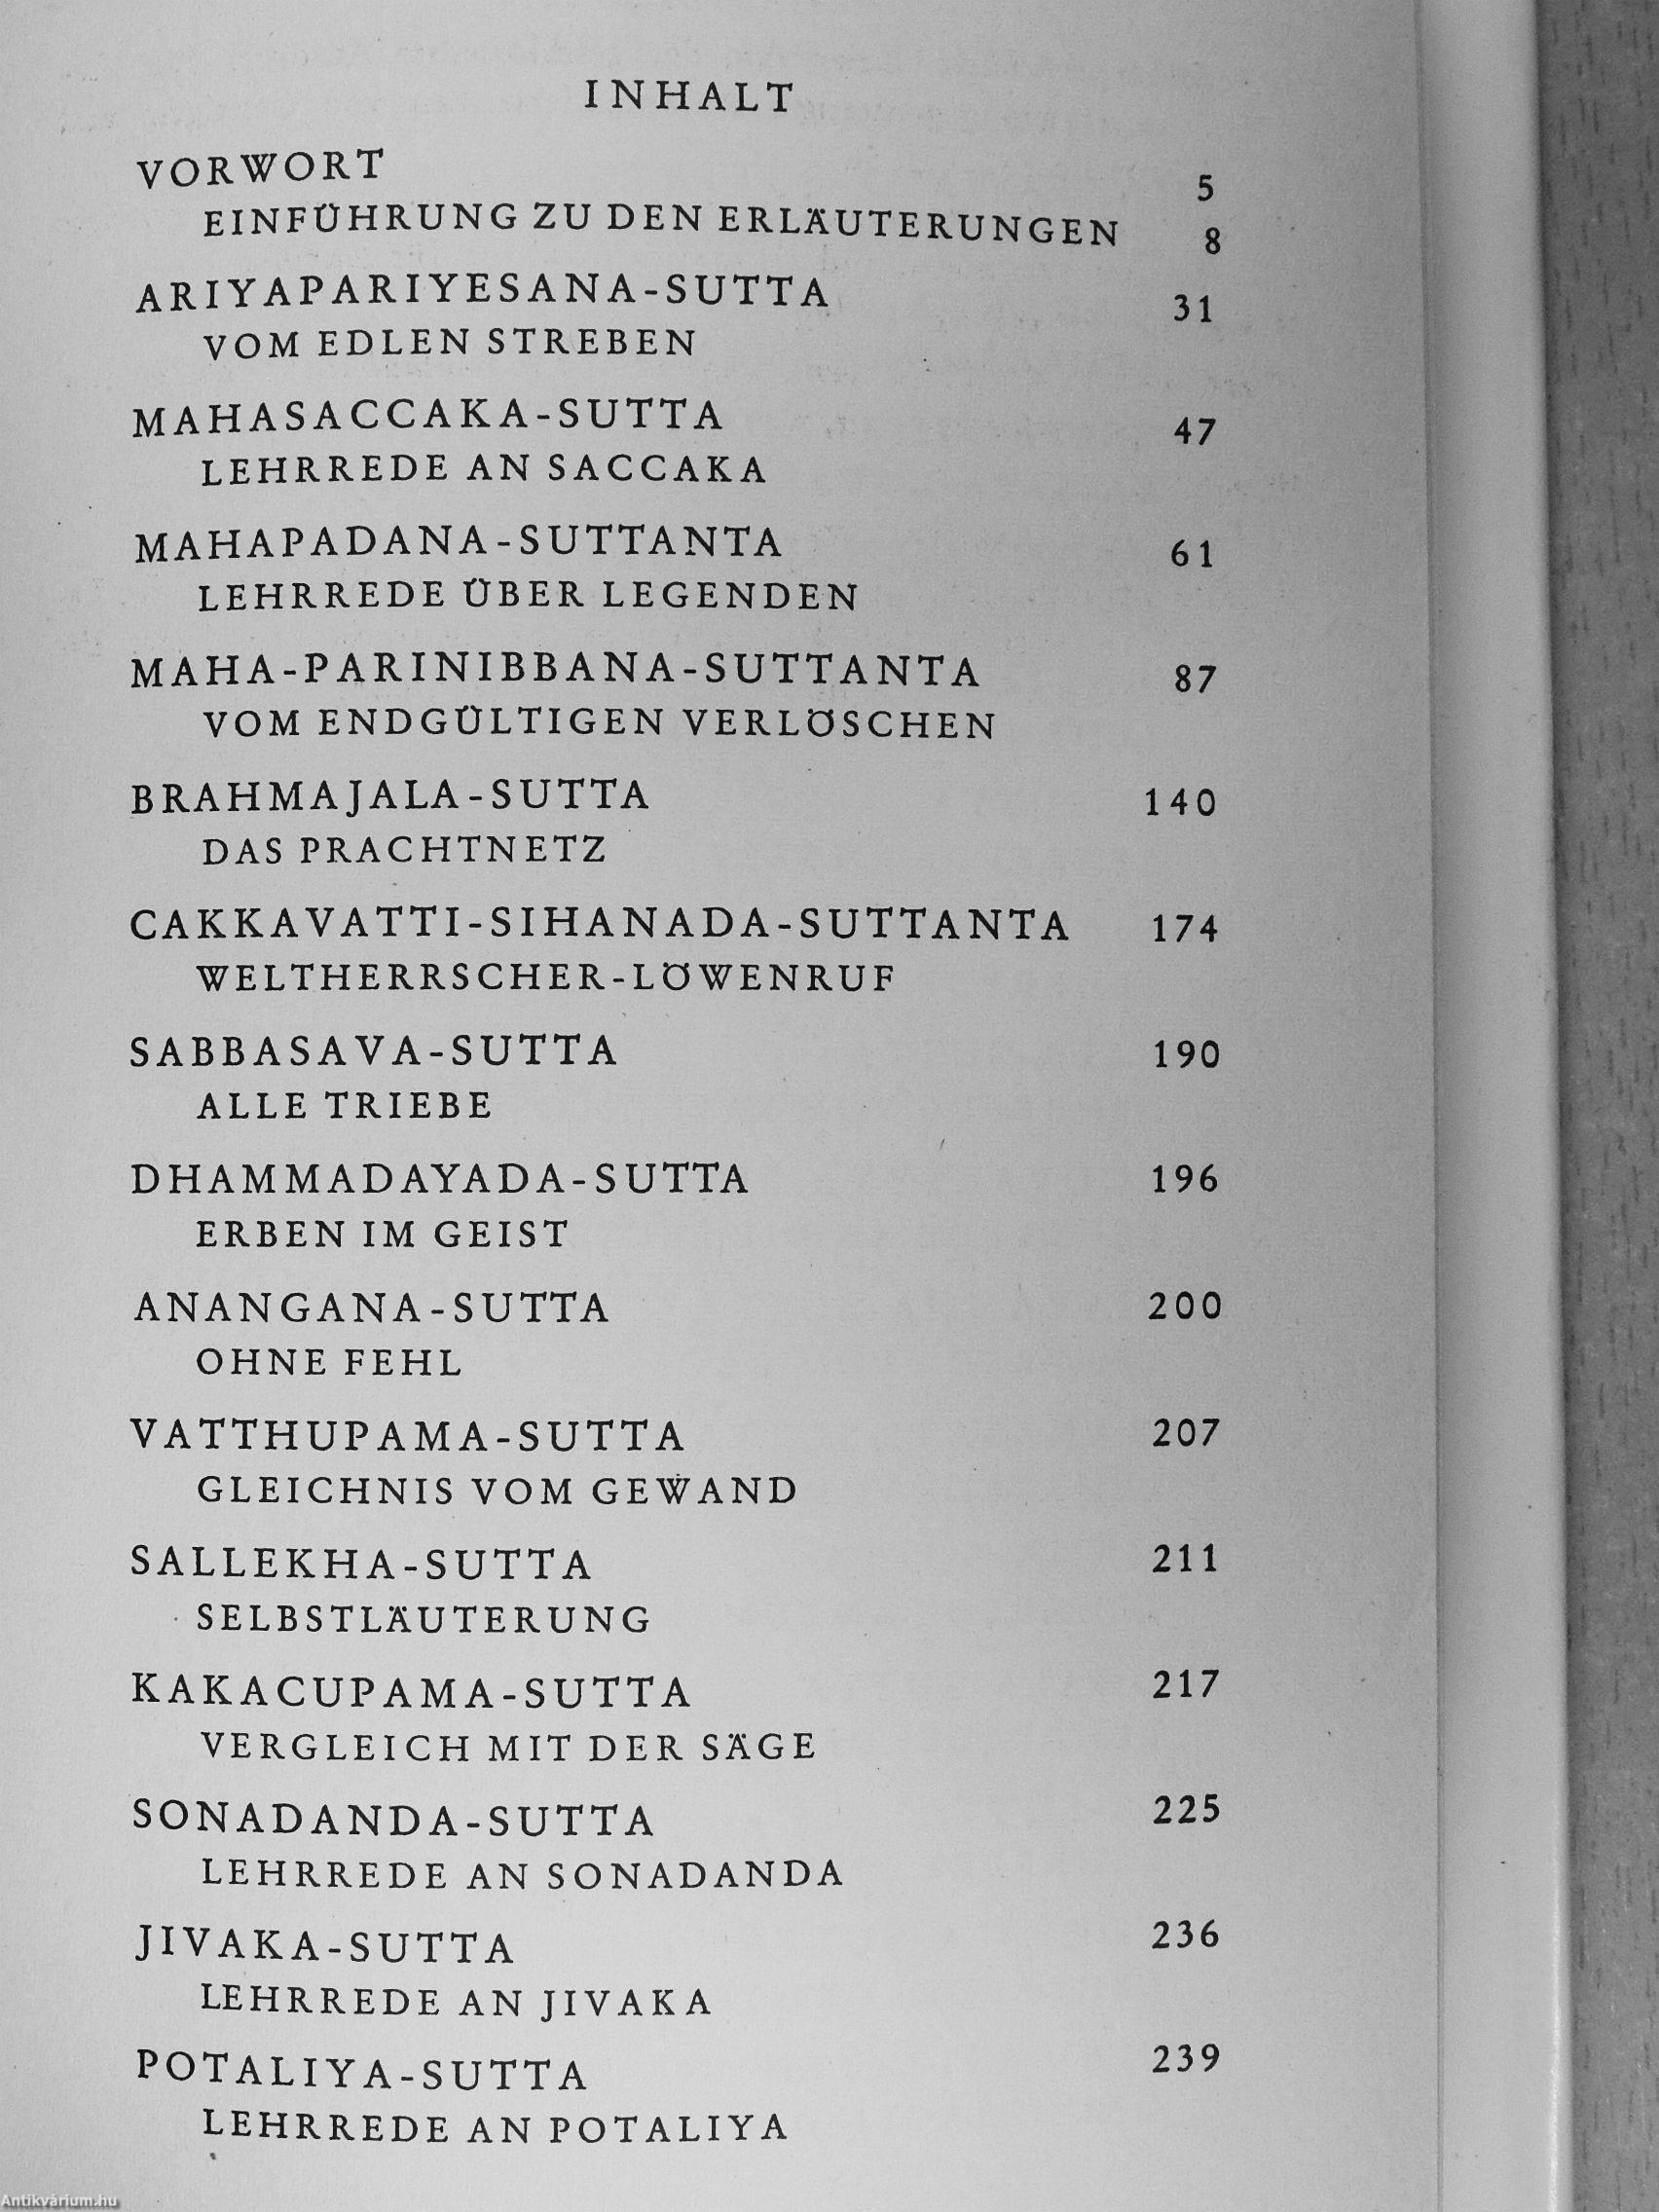 INHALT
VORWORT 5
EINFÜHRUNG ZU DEN ERLÄUTERUNGEN 8
ARIYAPARIYESANA-SUTTA 31
VOM EDLEN STREBEN
MAHASACCAKA-SUTTA 47
LEHRREDE AN SACCAKA
MAHAPADANA-SUTTANTA 61
LEHRREDE ÜBER LEGENDEN
MAHA-PARINIBBANA-SUTTANTA 87
VOM ENDGÜLTIGEN VERLÖSCHEN
BRAHMAJALA-SUTTA 140
DAS PRACHTNETZ
CAKKAVATTI-SIHANADA-SUTTANTA 174
WELTHERRSCHER-LÖWENRUF
SABBASAVA-SUTTA 190
ALLE TRIEBE
DHAMMADAYADA-SUTTA 196
ERBEN IM GEIST
ANANGANA-SUTTA 200
OHNE FEHL
VATTHUPAMA-SUTTA 207
GLEICHNIS VOM GEWAND
SALLEKHA-SUTTA 211
SELBSTLÄUTERUNG
KAKACUPAMA-SUTTA 217
VERGLEICH MIT DER SÄGE
SONADANDA-SUTTA 225
LEHRREDE AN SONADANDA
JIVAKA-SUTTA 236
LEHRREDE AN JIVAKA
POTALIYA-SUTTA 239
LEHRREDE AN POTALIYA
Antikvárium.hu